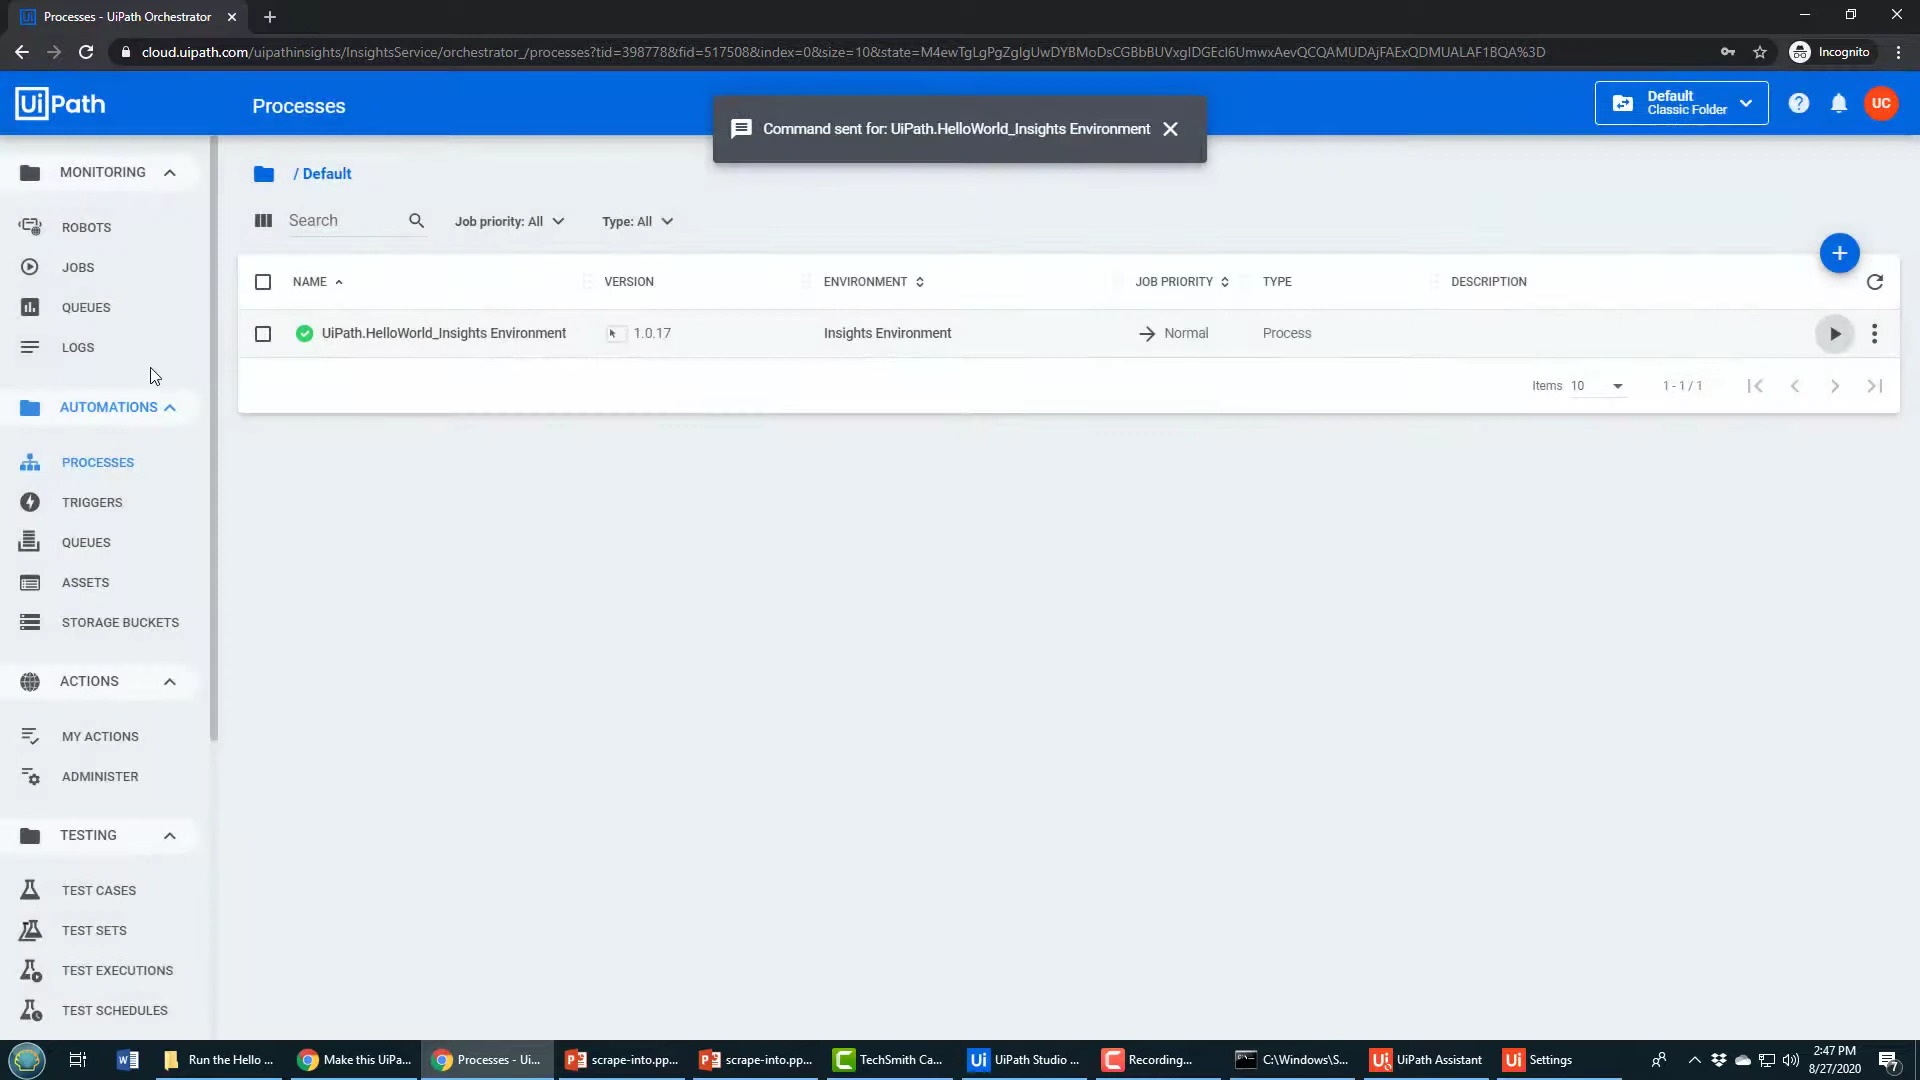 Processes - UiPath Orchestrator
cloud.uipath.com/uipathinsights/InsightsService/orchestrator_/processes?tid=398778&fid=517508&index=0&size=10&state=
Incognito
UiPath
Processes
Command sent for: UiPath.HelloWorld_Insights Environment
Default
Classic Folder
UC
MONITORING
ROBOTS
JOBS
QUEUES
LOGS
AUTOMATIONS
PROCESSES
TRIGGERS
QUEUES
ASSETS
STORAGE BUCKETS
ACTIONS
MY ACTIONS
ADMINISTER
TESTING
TEST CASES
TEST SETS
TEST EXECUTIONS
TEST SCHEDULES
/ Default
Search
Job priority: All
Type: All
NAME
VERSION
ENVIRONMENT
JOB PRIORITY
TYPE
DESCRIPTION
UiPath.HelloWorld_Insights Environment
1.0.17
Insights Environment
Normal
Process
Items 10
1 - 1 / 1
Run the Hello ...
Make this UiPa...
Processes - Ui...
scrape-into.pp...
scrape-into.pp...
TechSmith Ca...
UiPath Studio ...
Recording...
C:\Windows\S...
UiPath Assistant
Settings
2:47 PM
8/27/2020
7